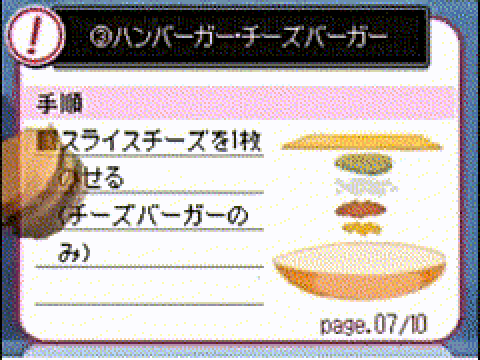 ③ハンバーガー・チーズバーガー
手順
スライスチーズを1枚
のせる
(チーズバーガーの
み)
page.07/10